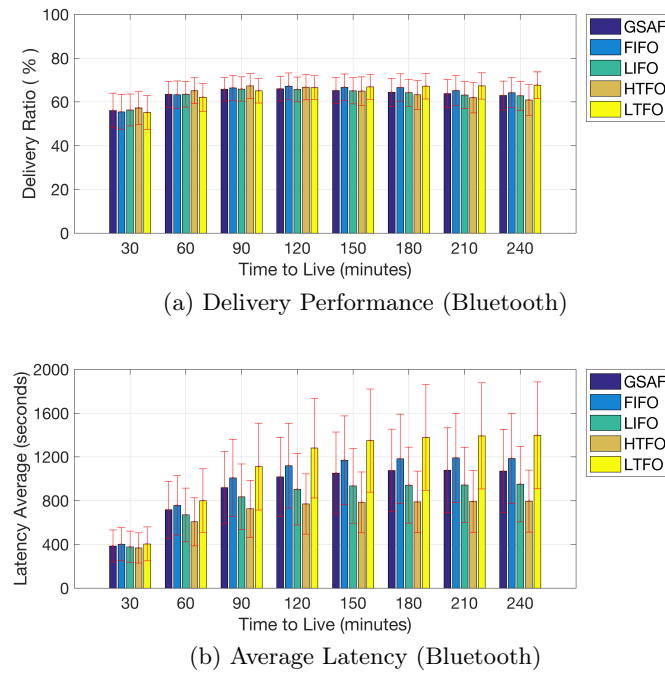 100
80
60
40
20
0
Delivery Ratio ( % )
30 60 90 120 150 180 210 240
Time to Live (minutes)
GSAF
FIFO
LIFO
HTFO
LTFO
(a) Delivery Performance (Bluetooth)
2000
1600
1200
800
400
0
Latency Average (seconds)
30 60 90 120 150 180 210 240
Time to Live (minutes)
GSAF
FIFO
LIFO
HTFO
LTFO
(b) Average Latency (Bluetooth)